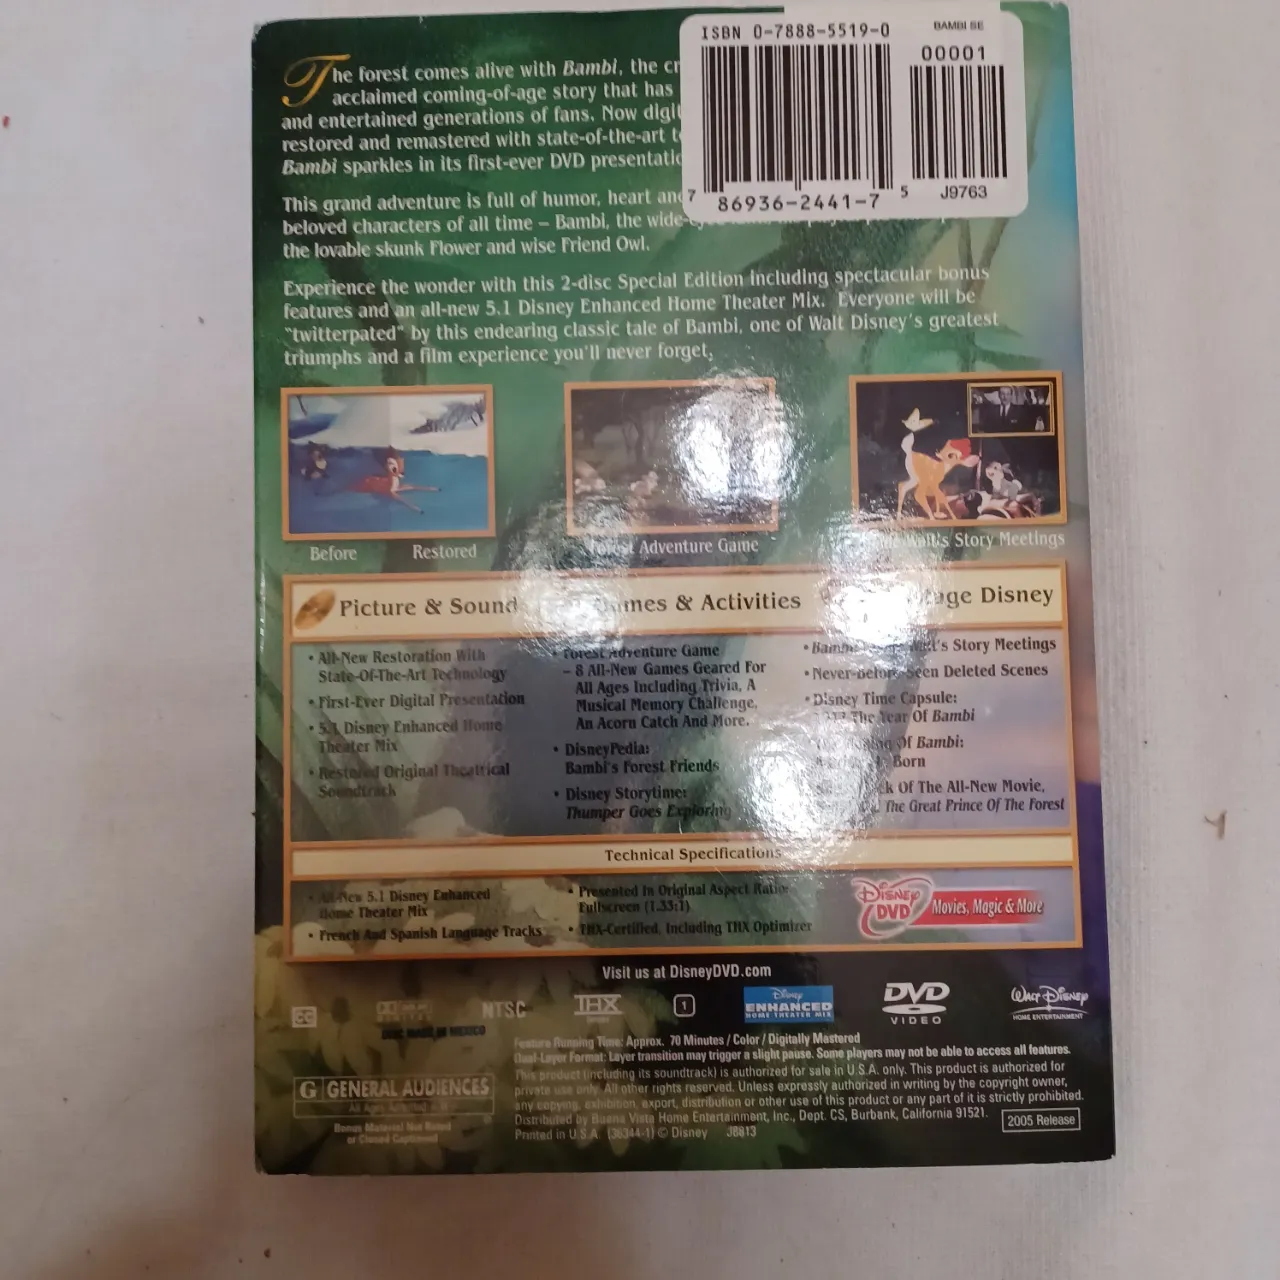 ISBN 0-7888-5519-0
BAMBI SE
00001
7
86936-2441-7
5
J9763
The forest comes alive with Bambi, the
acclaimed coming-of-age story that has
and entertained generations of fans. Now
restored and remastered with state-of-the-art
Bambi sparkles in its first-ever DVD
This grand adventure is full of humor, heart
beloved characters of all time – Bambi, the
the lovable skunk Flower and wise Friend Owl.
Experience the wonder with this 2-disc Special Edition including spectacular bonus
features and an all-new 5.1 Disney Enhanced Home Theater Mix. Everyone will be
"twitterpated" by this endearing classic tale of Bambi, one of Walt Disney's greatest
triumphs and a film experience you'll never forget.
Before
Restored
Forest Adventure Game
Walt's Story Meetings
Picture & Sound
Games & Activities
Disney
• All-New Restoration With
State-Of-The-Art Technology
• First-Ever Digital Presentation
• 5.1 Disney Enhanced Home
Theater Mix
• Restored Original Theatrical
Soundtrack
• Forest Adventure Game
– 8 All-New Games Geared For
All Ages Including Trivia, A
Musical Memory Challenge,
An Acorn Catch And More.
• DisneyPedia:
Bambi's Forest Friends
• Disney Storytime:
Thumper Goes Exploring
• Walt's Story Meetings
• Never-Before-Seen Deleted Scenes
• Disney Time Capsule:
The Year Of Bambi
Of Bambi:
Born
Of The All-New Movie,
The Great Prince Of The Forest
Technical Specifications
• All-New 5.1 Disney Enhanced
Home Theater Mix
• French And Spanish Language Tracks
• Presented In Original Aspect Ratio:
Fullscreen (1.33:1)
• THX-Certified, Including THX Optimizer
Disney
DVD
Movies, Magic & More
Visit us at DisneyDVD.com
CC
DISC MADE IN MEXICO
NTSC
THX
1
Disney
ENHANCED
HOME THEATER MIX
DVD
VIDEO
Walt Disney
HOME ENTERTAINMENT
Feature Running Time: Approx. 70 Minutes / Color / Digitally Mastered
Dual-Layer Format: Layer transition may trigger a slight pause. Some players may not be able to access all features.
This product (including its soundtrack) is authorized for sale in U.S.A. only. This product is authorized for
private use only. All other rights reserved. Unless expressly authorized in writing by the copyright owner,
any copying, exhibition, export, distribution or other use of this product or any part of it is strictly prohibited.
Distributed by Buena Vista Home Entertainment, Inc., Dept. CS, Burbank, California 91521.
Printed in U.S.A. (36344-1) © Disney J8813
2005 Release
G GENERAL AUDIENCES
All Ages Admitted
Bonus Material Not Rated
or Closed Captioned